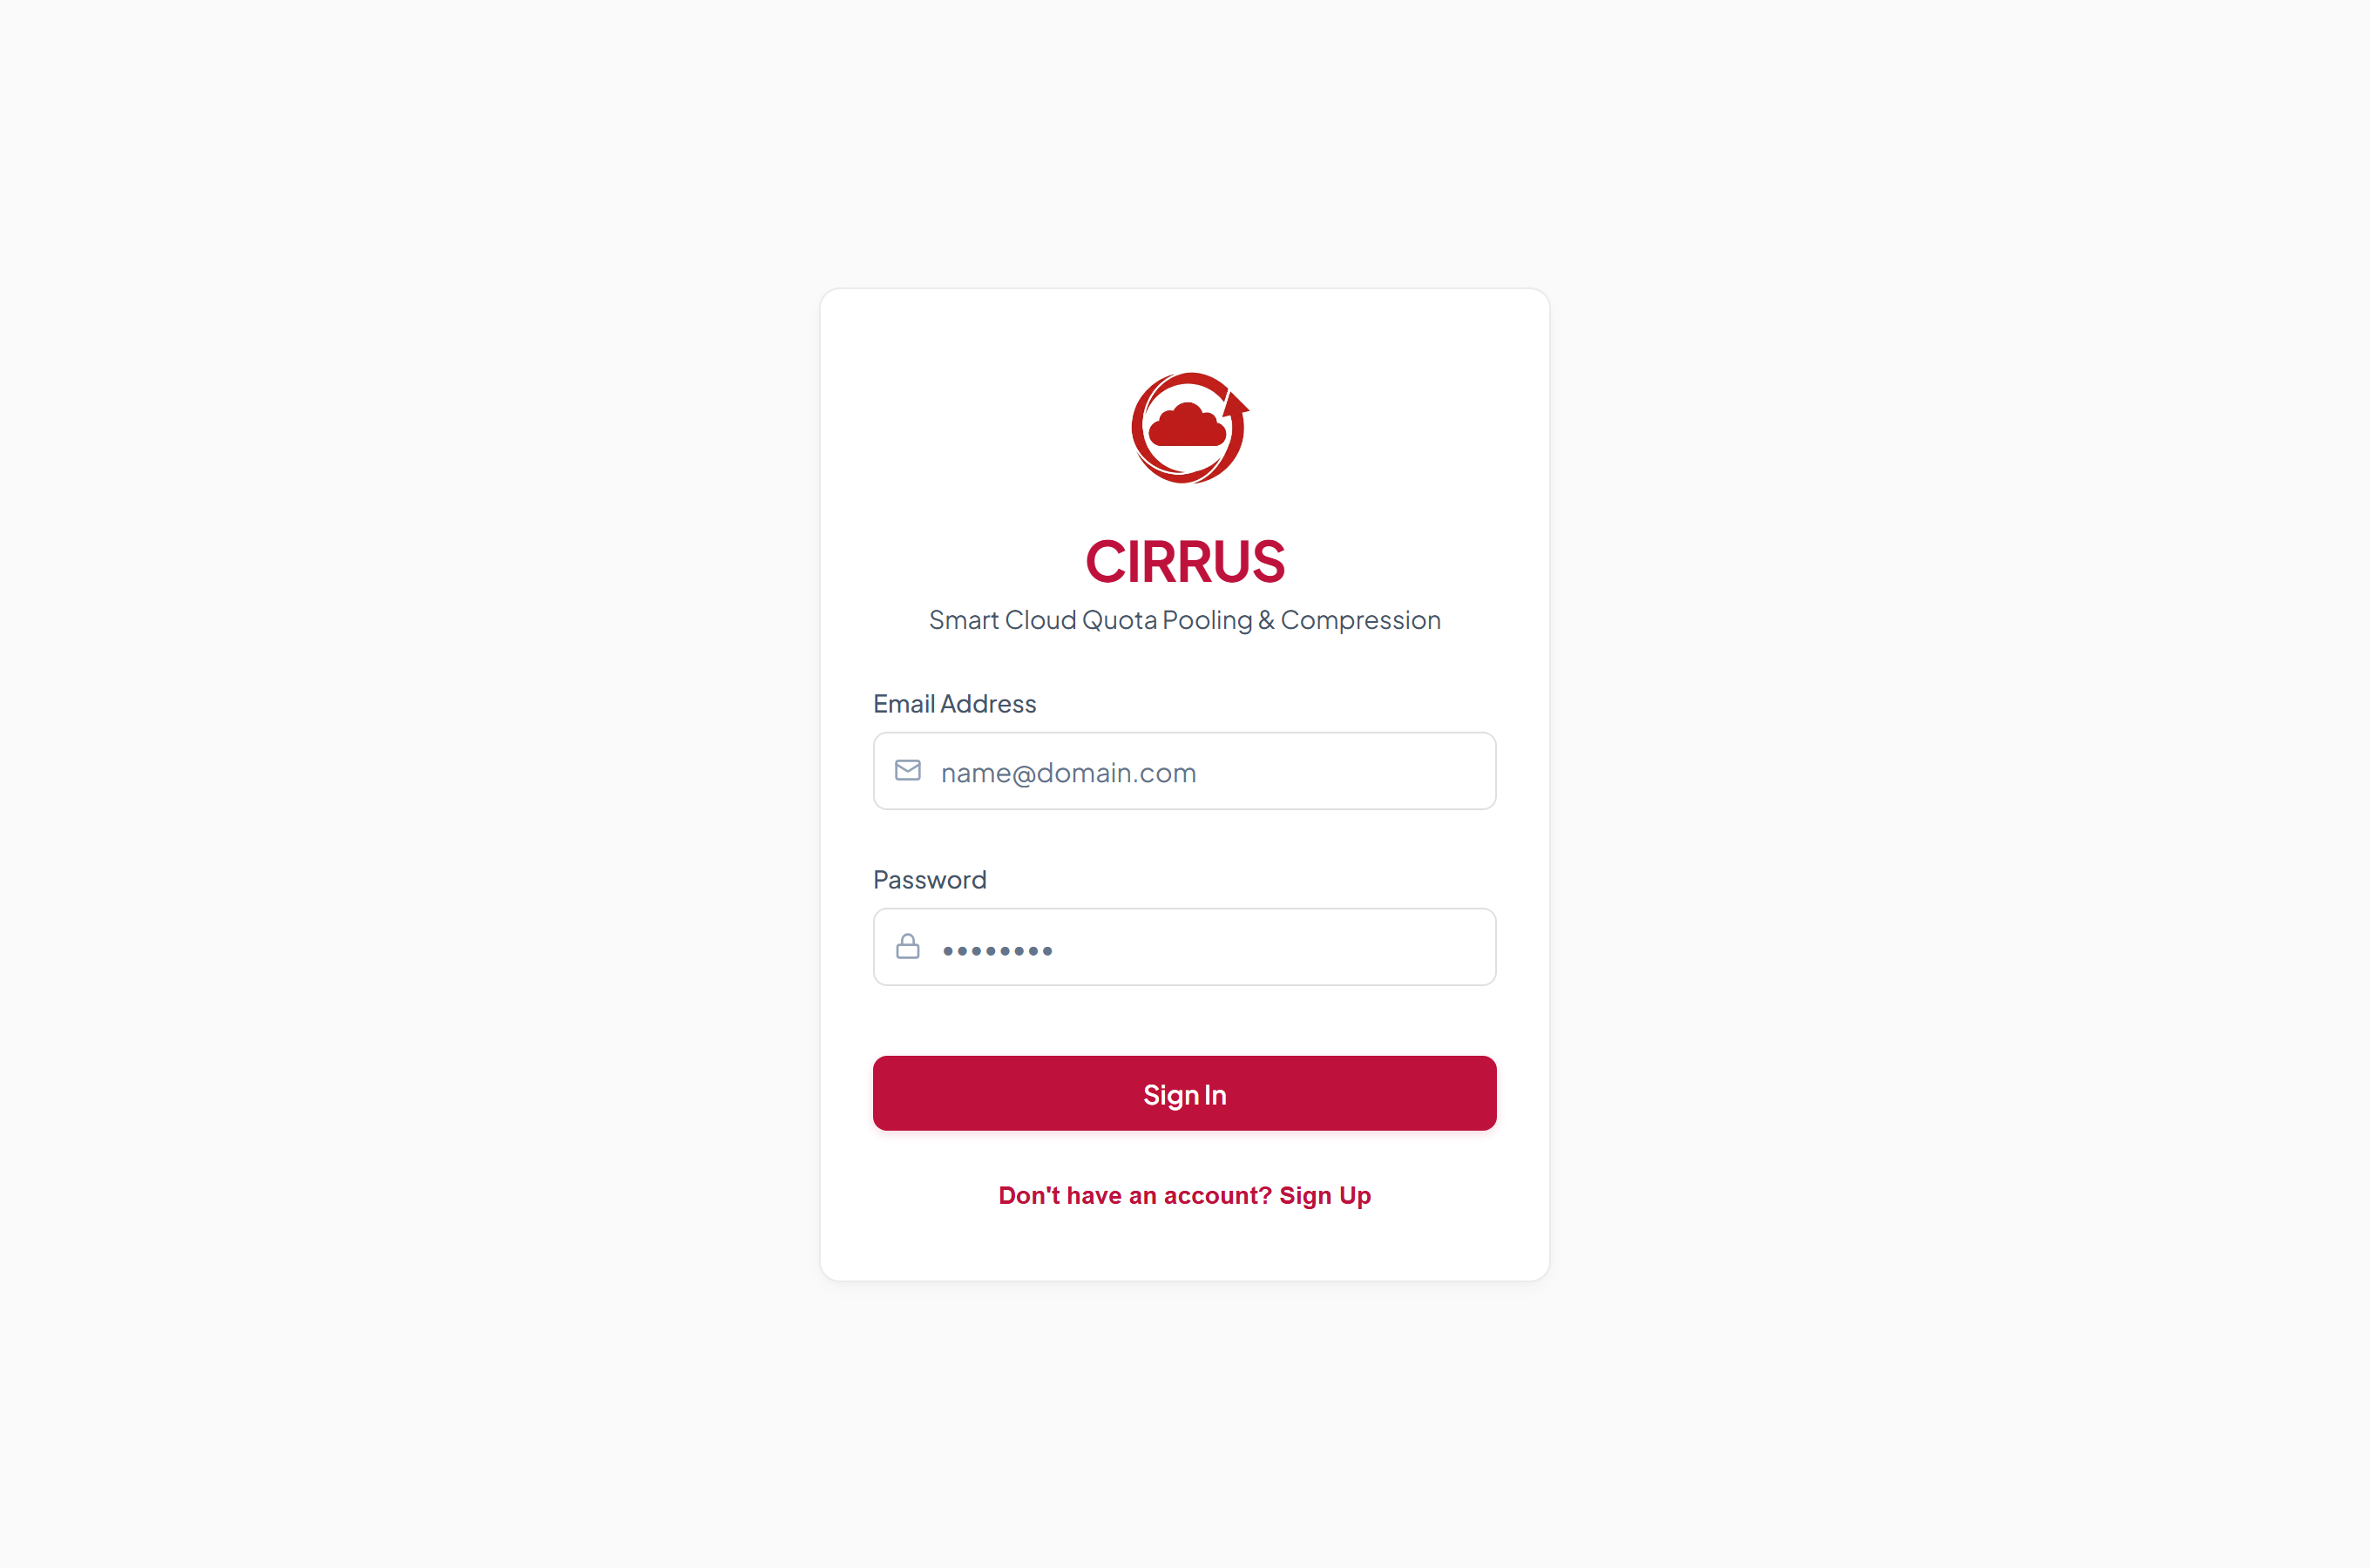 CIRRUS
Smart Cloud Quota Pooling & Compression
Email Address
name@domain.com
Password
••••••••
Sign In
Don't have an account? Sign Up